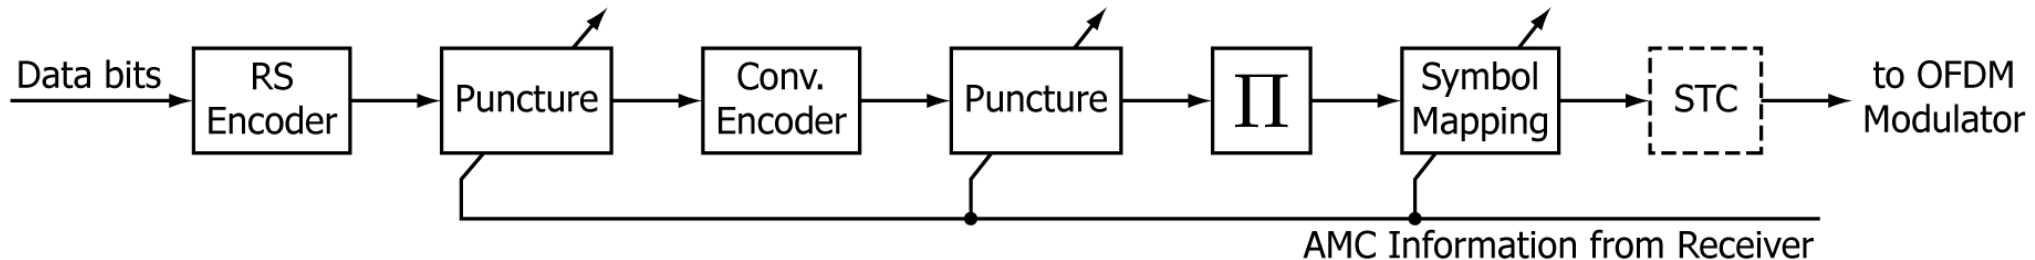 Data bits
RS
Encoder
Puncture
Conv.
Encoder
Puncture
Π
Symbol
Mapping
STC
to OFDM
Modulator
AMC Information from Receiver